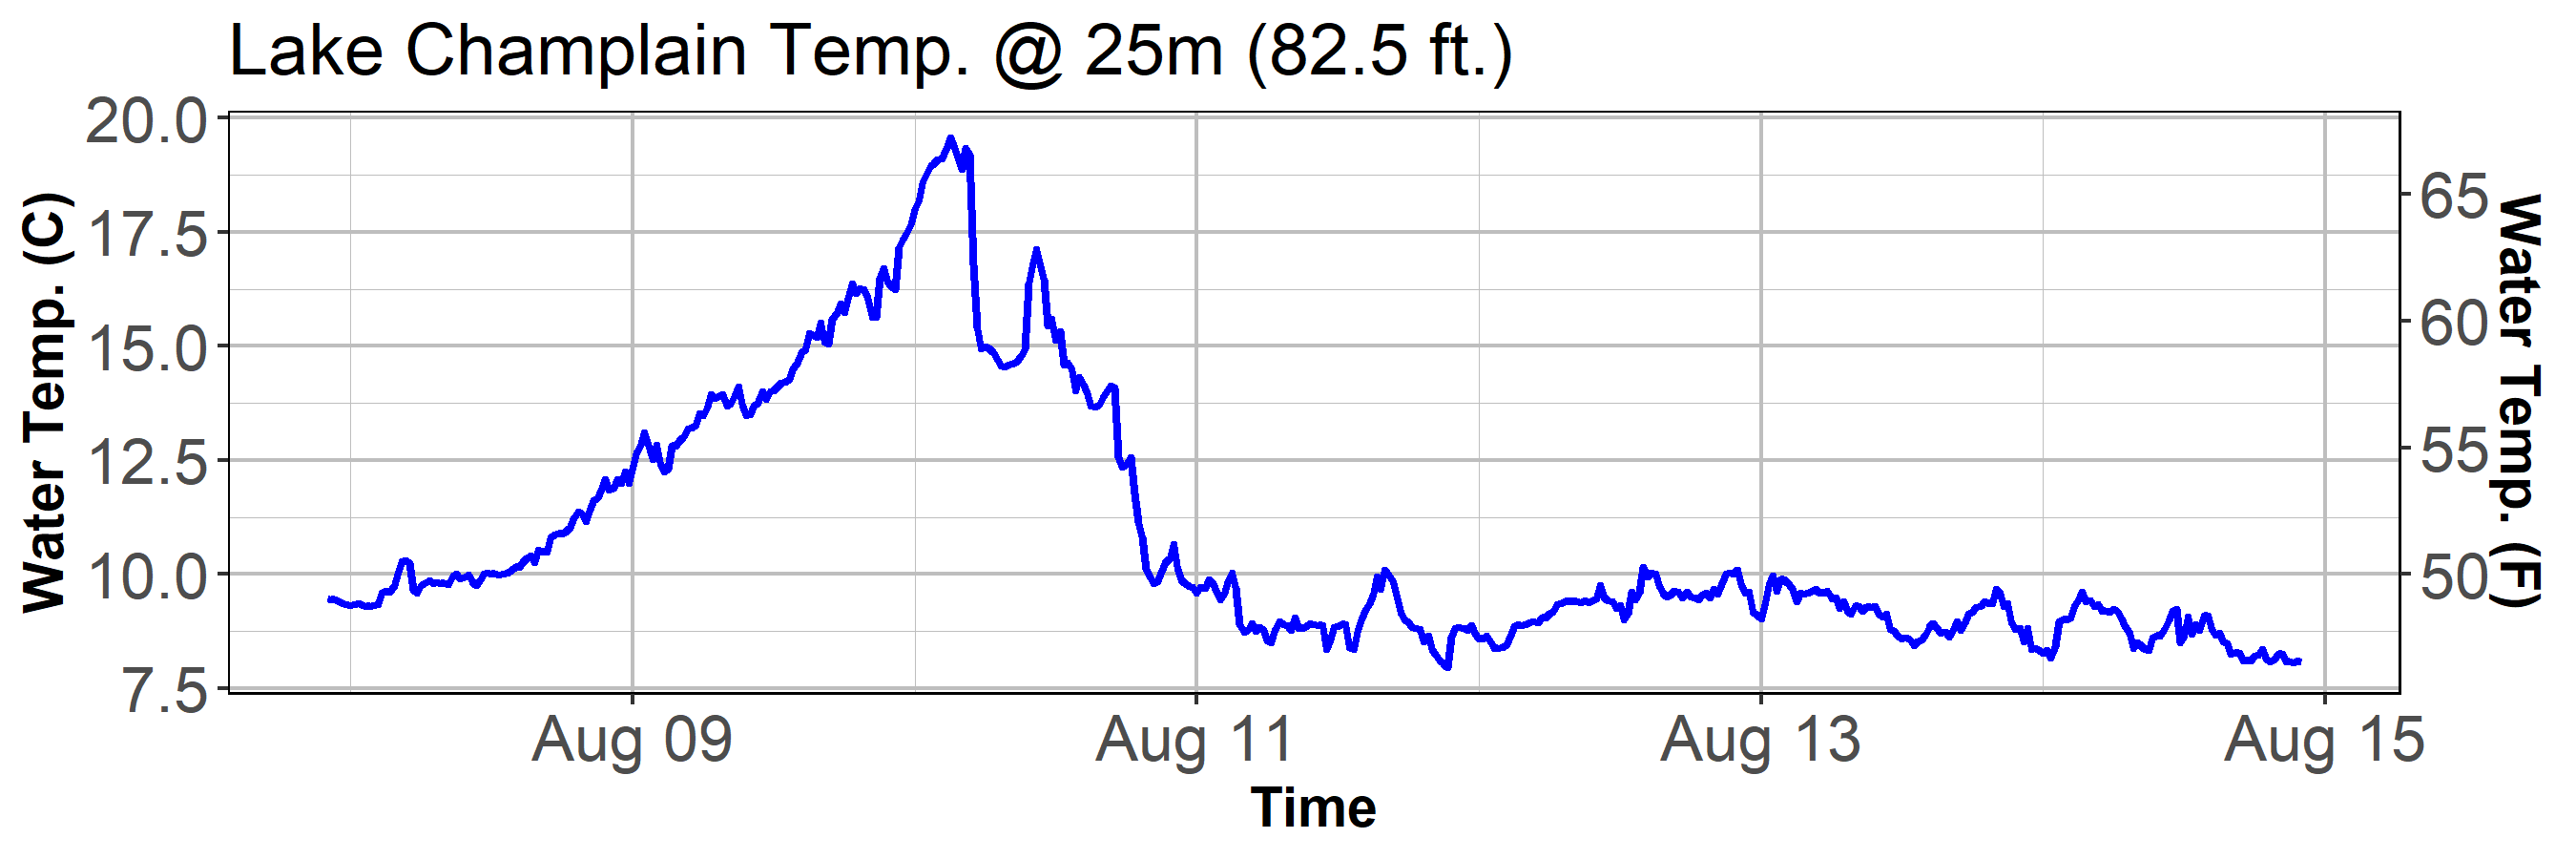 Lake Champlain Temp. @ 25m (82.5 ft.)
Water Temp. (C)
20.0
17.5
15.0
12.5
10.0
7.5
65
60
55
50
Water Temp. (F)
Aug 09
Aug 11
Aug 13
Aug 15
Time